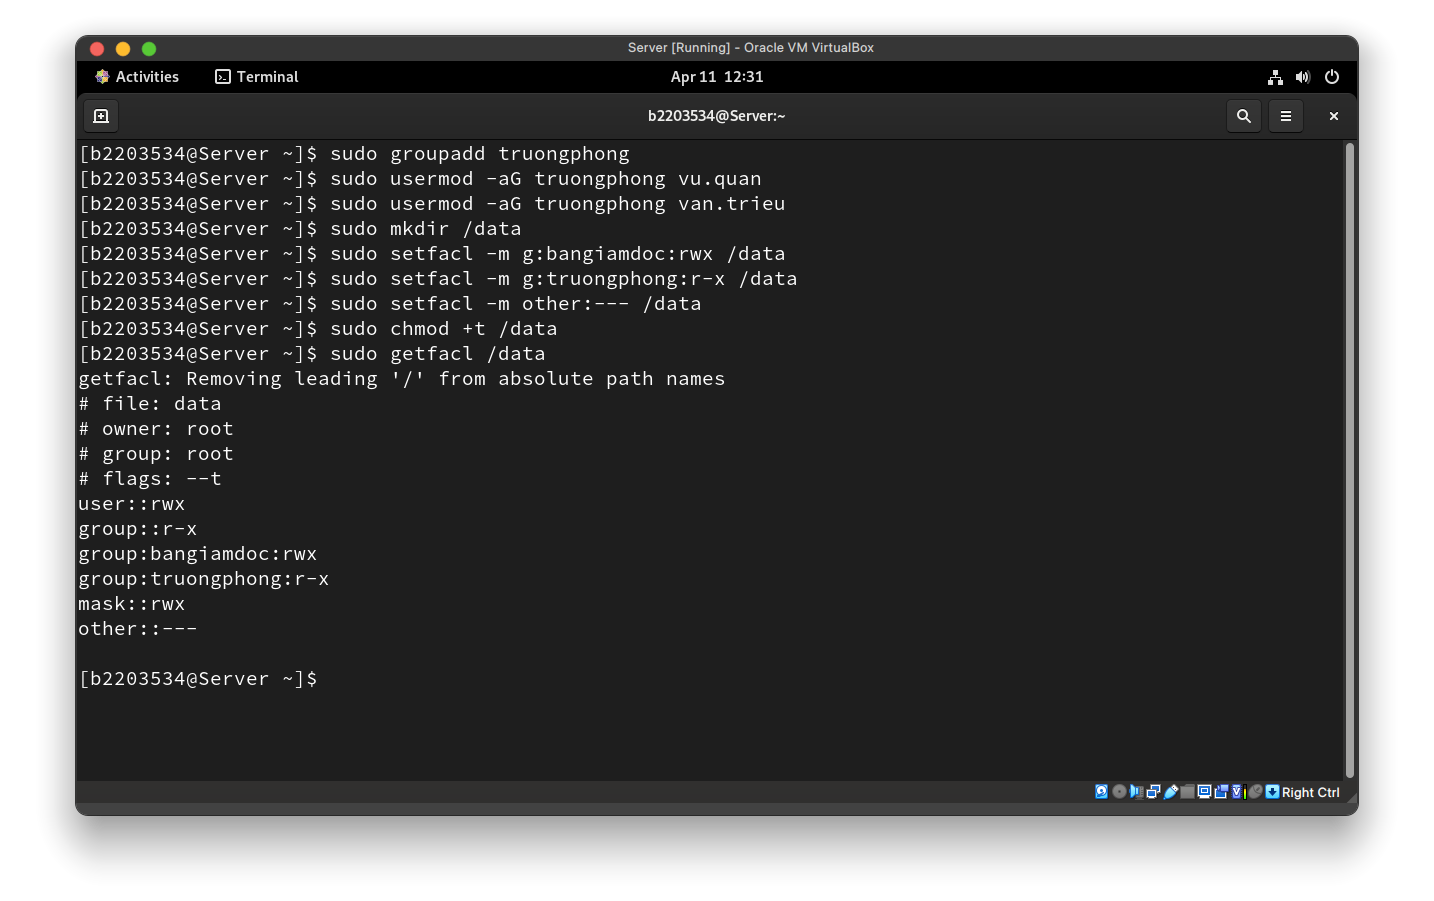 Server [Running] - Oracle VM VirtualBox
Activities Terminal Apr 11 12:31
b2203534@Server:~
[b2203534@Server ~]$ sudo groupadd truongphong
[b2203534@Server ~]$ sudo usermod -aG truongphong vu.quan
[b2203534@Server ~]$ sudo usermod -aG truongphong van.trieu
[b2203534@Server ~]$ sudo mkdir /data
[b2203534@Server ~]$ sudo setfacl -m g:bangiamdoc:rwx /data
[b2203534@Server ~]$ sudo setfacl -m g:truongphong:r-x /data
[b2203534@Server ~]$ sudo setfacl -m other:--- /data
[b2203534@Server ~]$ sudo chmod +t /data
[b2203534@Server ~]$ sudo getfacl /data
getfacl: Removing leading '/' from absolute path names
# file: data
# owner: root
# group: root
# flags: --t
user::rwx
group::r-x
group:bangiamdoc:rwx
group:truongphong:r-x
mask::rwx
other::---
[b2203534@Server ~]$
Right Ctrl